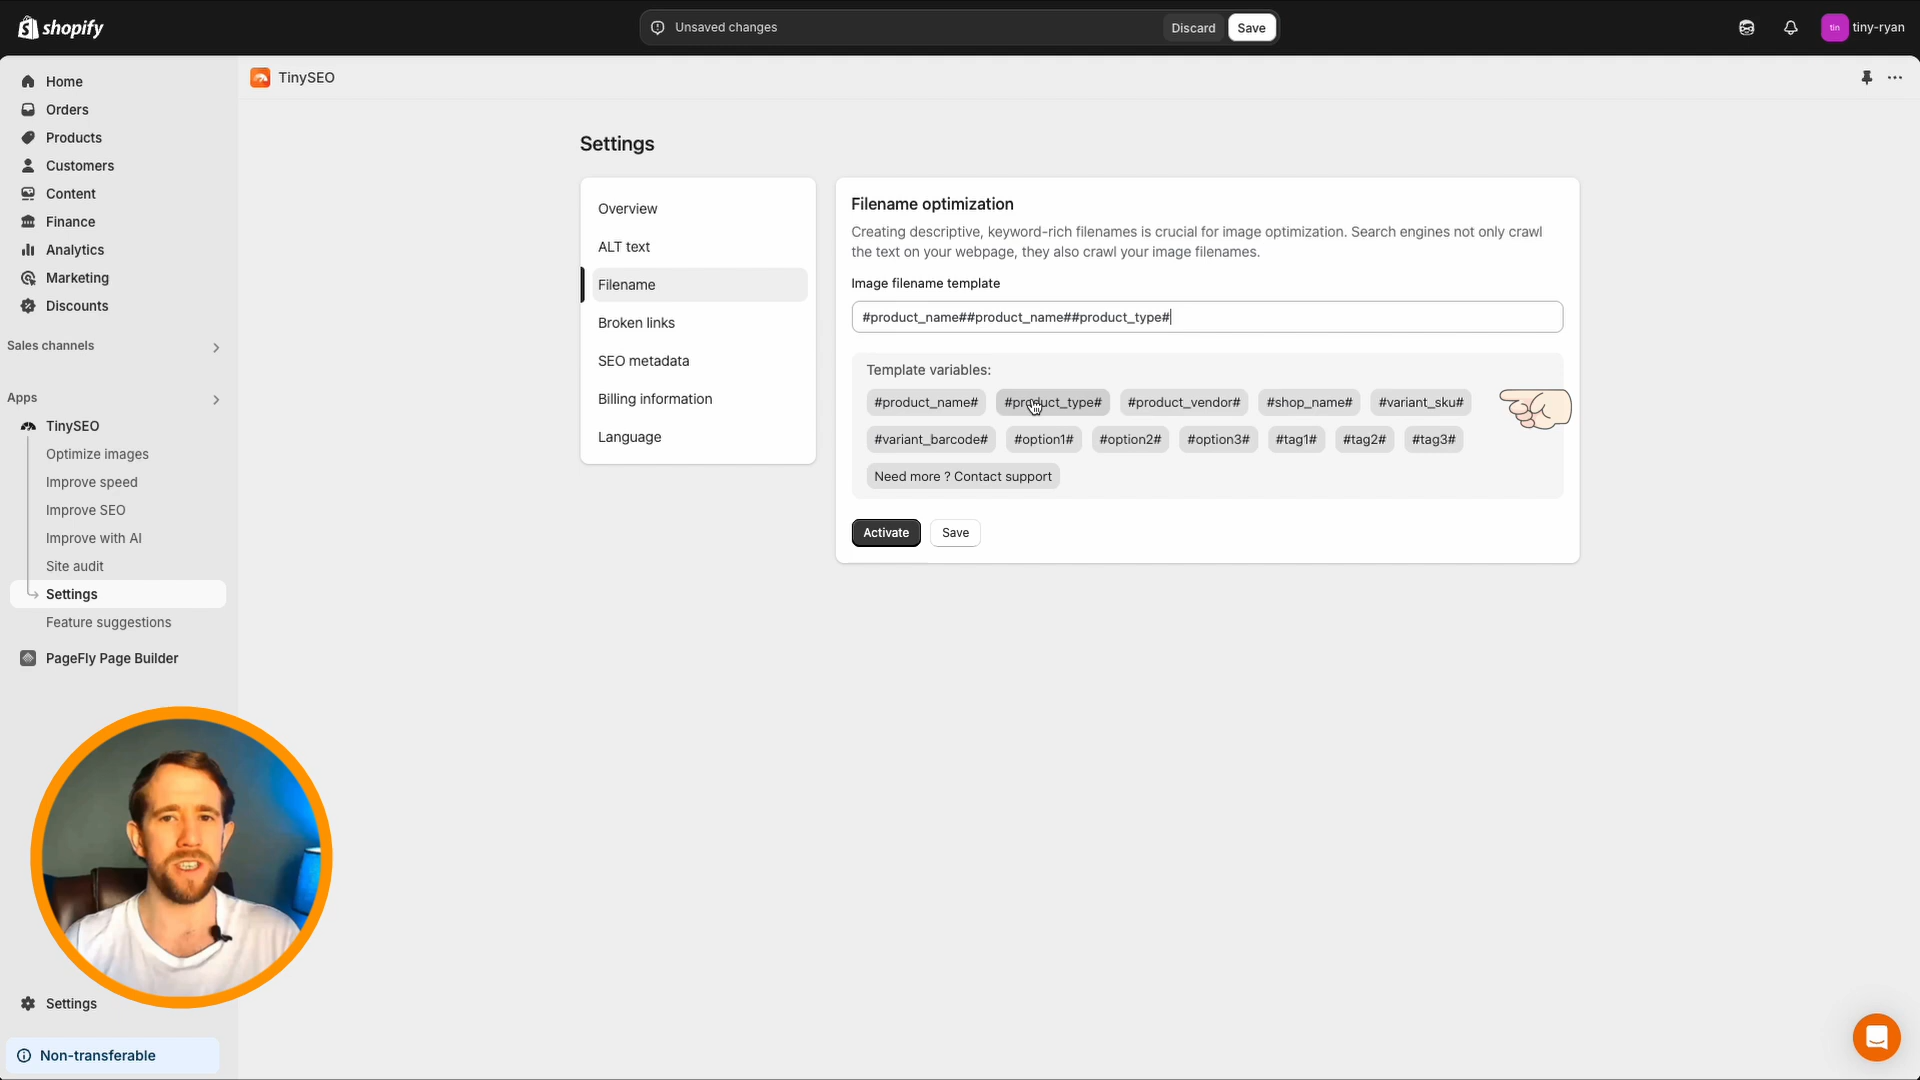 shopify
Unsaved changes
Discard
Save
tin
tiny-ryan
Home
Orders
Products
Customers
Content
Finance
Analytics
Marketing
Discounts
Sales channels
Apps
TinySEO
Optimize images
Improve speed
Improve SEO
Improve with AI
Site audit
Settings
Feature suggestions
PageFly Page Builder
Settings
Non-transferable
TinySEO
Settings
Overview
ALT text
Filename
Broken links
SEO metadata
Billing information
Language
Filename optimization
Creating descriptive, keyword-rich filenames is crucial for image optimization. Search engines not only crawl
the text on your webpage, they also crawl your image filenames.
Image filename template
#product_name##product_name##product_type#
Template variables:
#product_name# #product_type# #product_vendor# #shop_name# #variant_sku#
#variant_barcode# #option1# #option2# #option3# #tag1# #tag2# #tag3#
Need more ? Contact support
Activate Save